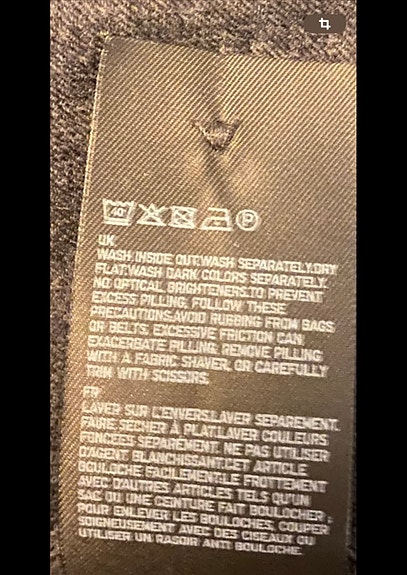 40
P
UK
WASH INSIDE OUT.WASH SEPARATELY.DRY
FLAT.WASH DARK COLORS SEPARATELY.
NO OPTICAL BRIGHTENERS.TO PREVENT
EXCESS PILLING, FOLLOW THESE
PRECAUTIONS.AVOID RUBBING FROM BAGS
OR BELTS, EXCESSIVE FRICTION CAN
EXACERBATE PILLING. REMOVE PILLING
WITH A FABRIC SHAVER, OR CAREFULLY
TRIM WITH SCISSORS.
FR
LAVER SUR L'ENVERS.LAVER SEPAREMENT.
FAIRE SÉCHER À PLAT.LAVER COULEURS
FONCÉES SÉPARÉMENT. NE PAS UTILISER
D'AGENT BLANCHISSANT.CET ARTICLE
BOULOCHE FACILEMENT.LE FROTTEMENT
AVEC D'AUTRES ARTICLES TELS QU'UN
SAC OU UNE CEINTURE FAIT BOULOCHER.
POUR ENLEVER LES BOULOCHES, COUPER
SOIGNEUSEMENT AVEC DES CISEAUX OU
UTILISER UN RASOIR ANTI BOULOCHE.